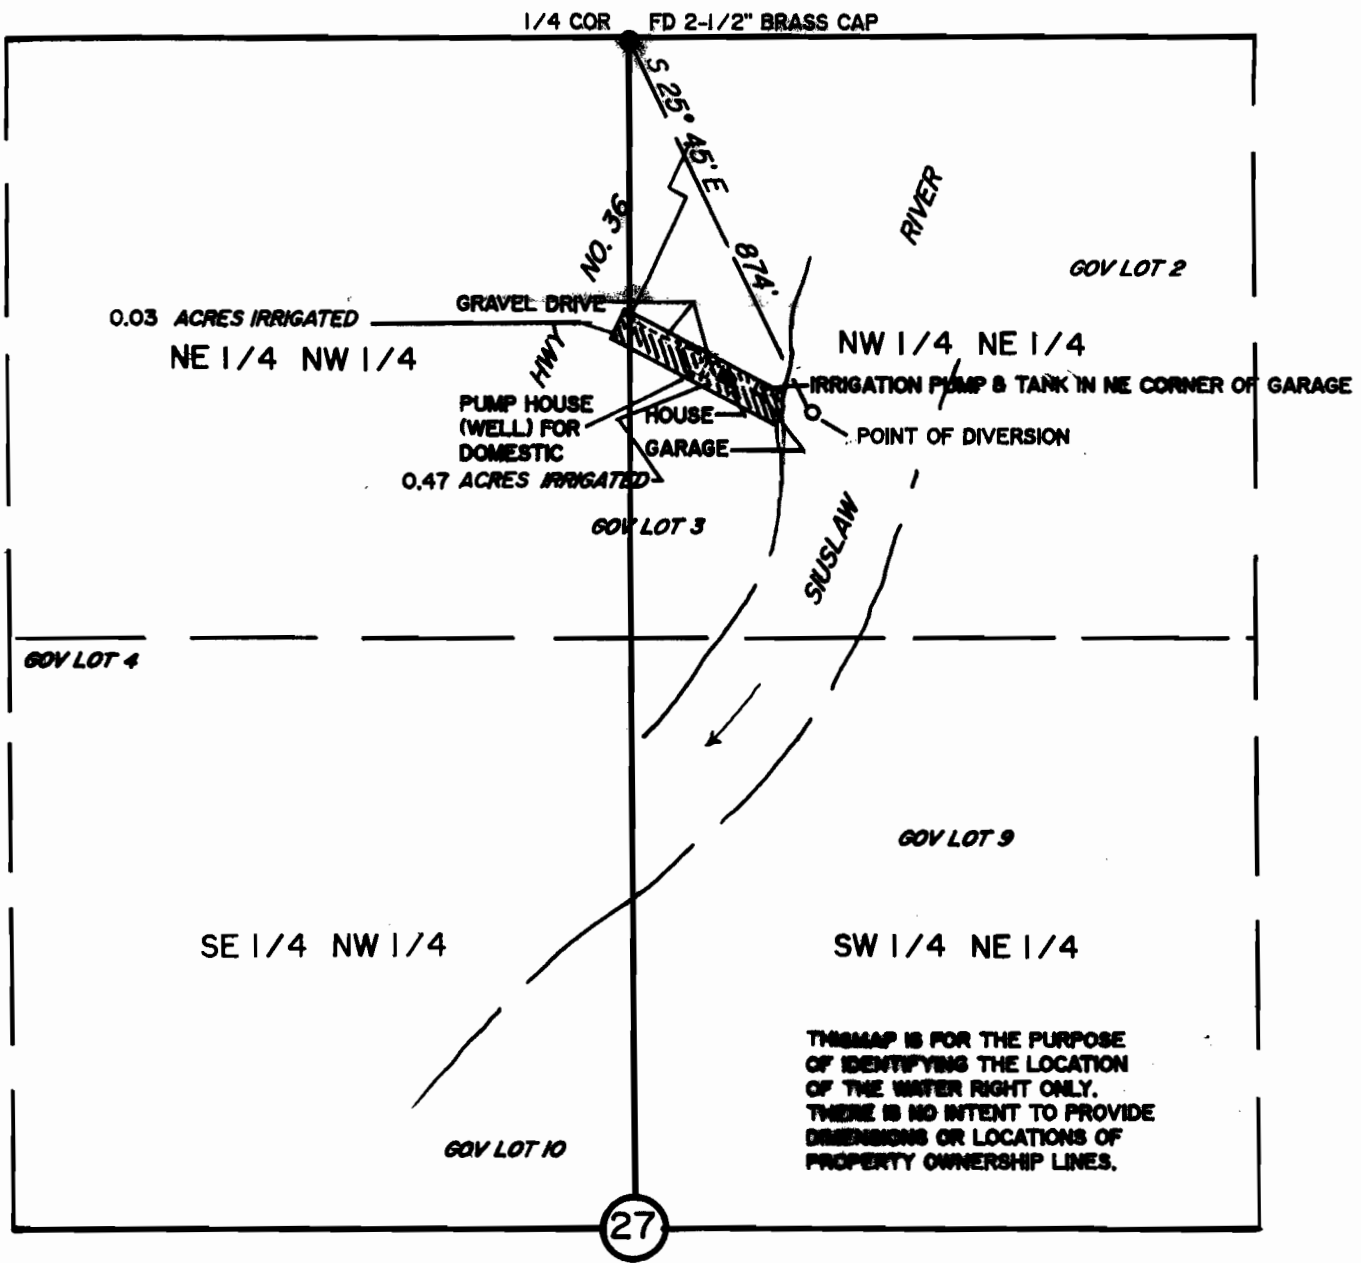 1/4 COR FD 2-1/2" BRASS CAP
S 25° 45' E
874'
RIVER
NO. 36
HWY
GOV LOT 2
GRAVEL DRIVE
0.03 ACRES IRRIGATED
NE 1/4 NW 1/4
NW 1/4 NE 1/4
IRRIGATION PUMP & TANK IN NE CORNER OF GARAGE
PUMP HOUSE
(WELL) FOR
DOMESTIC
HOUSE
GARAGE
POINT OF DIVERSION
0.47 ACRES IRRIGATED
GOV LOT 3
SIUSLAW
GOV LOT 4
GOV LOT 9
SE 1/4 NW 1/4
SW 1/4 NE 1/4
THIS MAP IS FOR THE PURPOSE
OF IDENTIFYING THE LOCATION
OF THE WATER RIGHT ONLY.
THERE IS NO INTENT TO PROVIDE
DIMENSIONS OR LOCATIONS OF
PROPERTY OWNERSHIP LINES.
GOV LOT 10
27